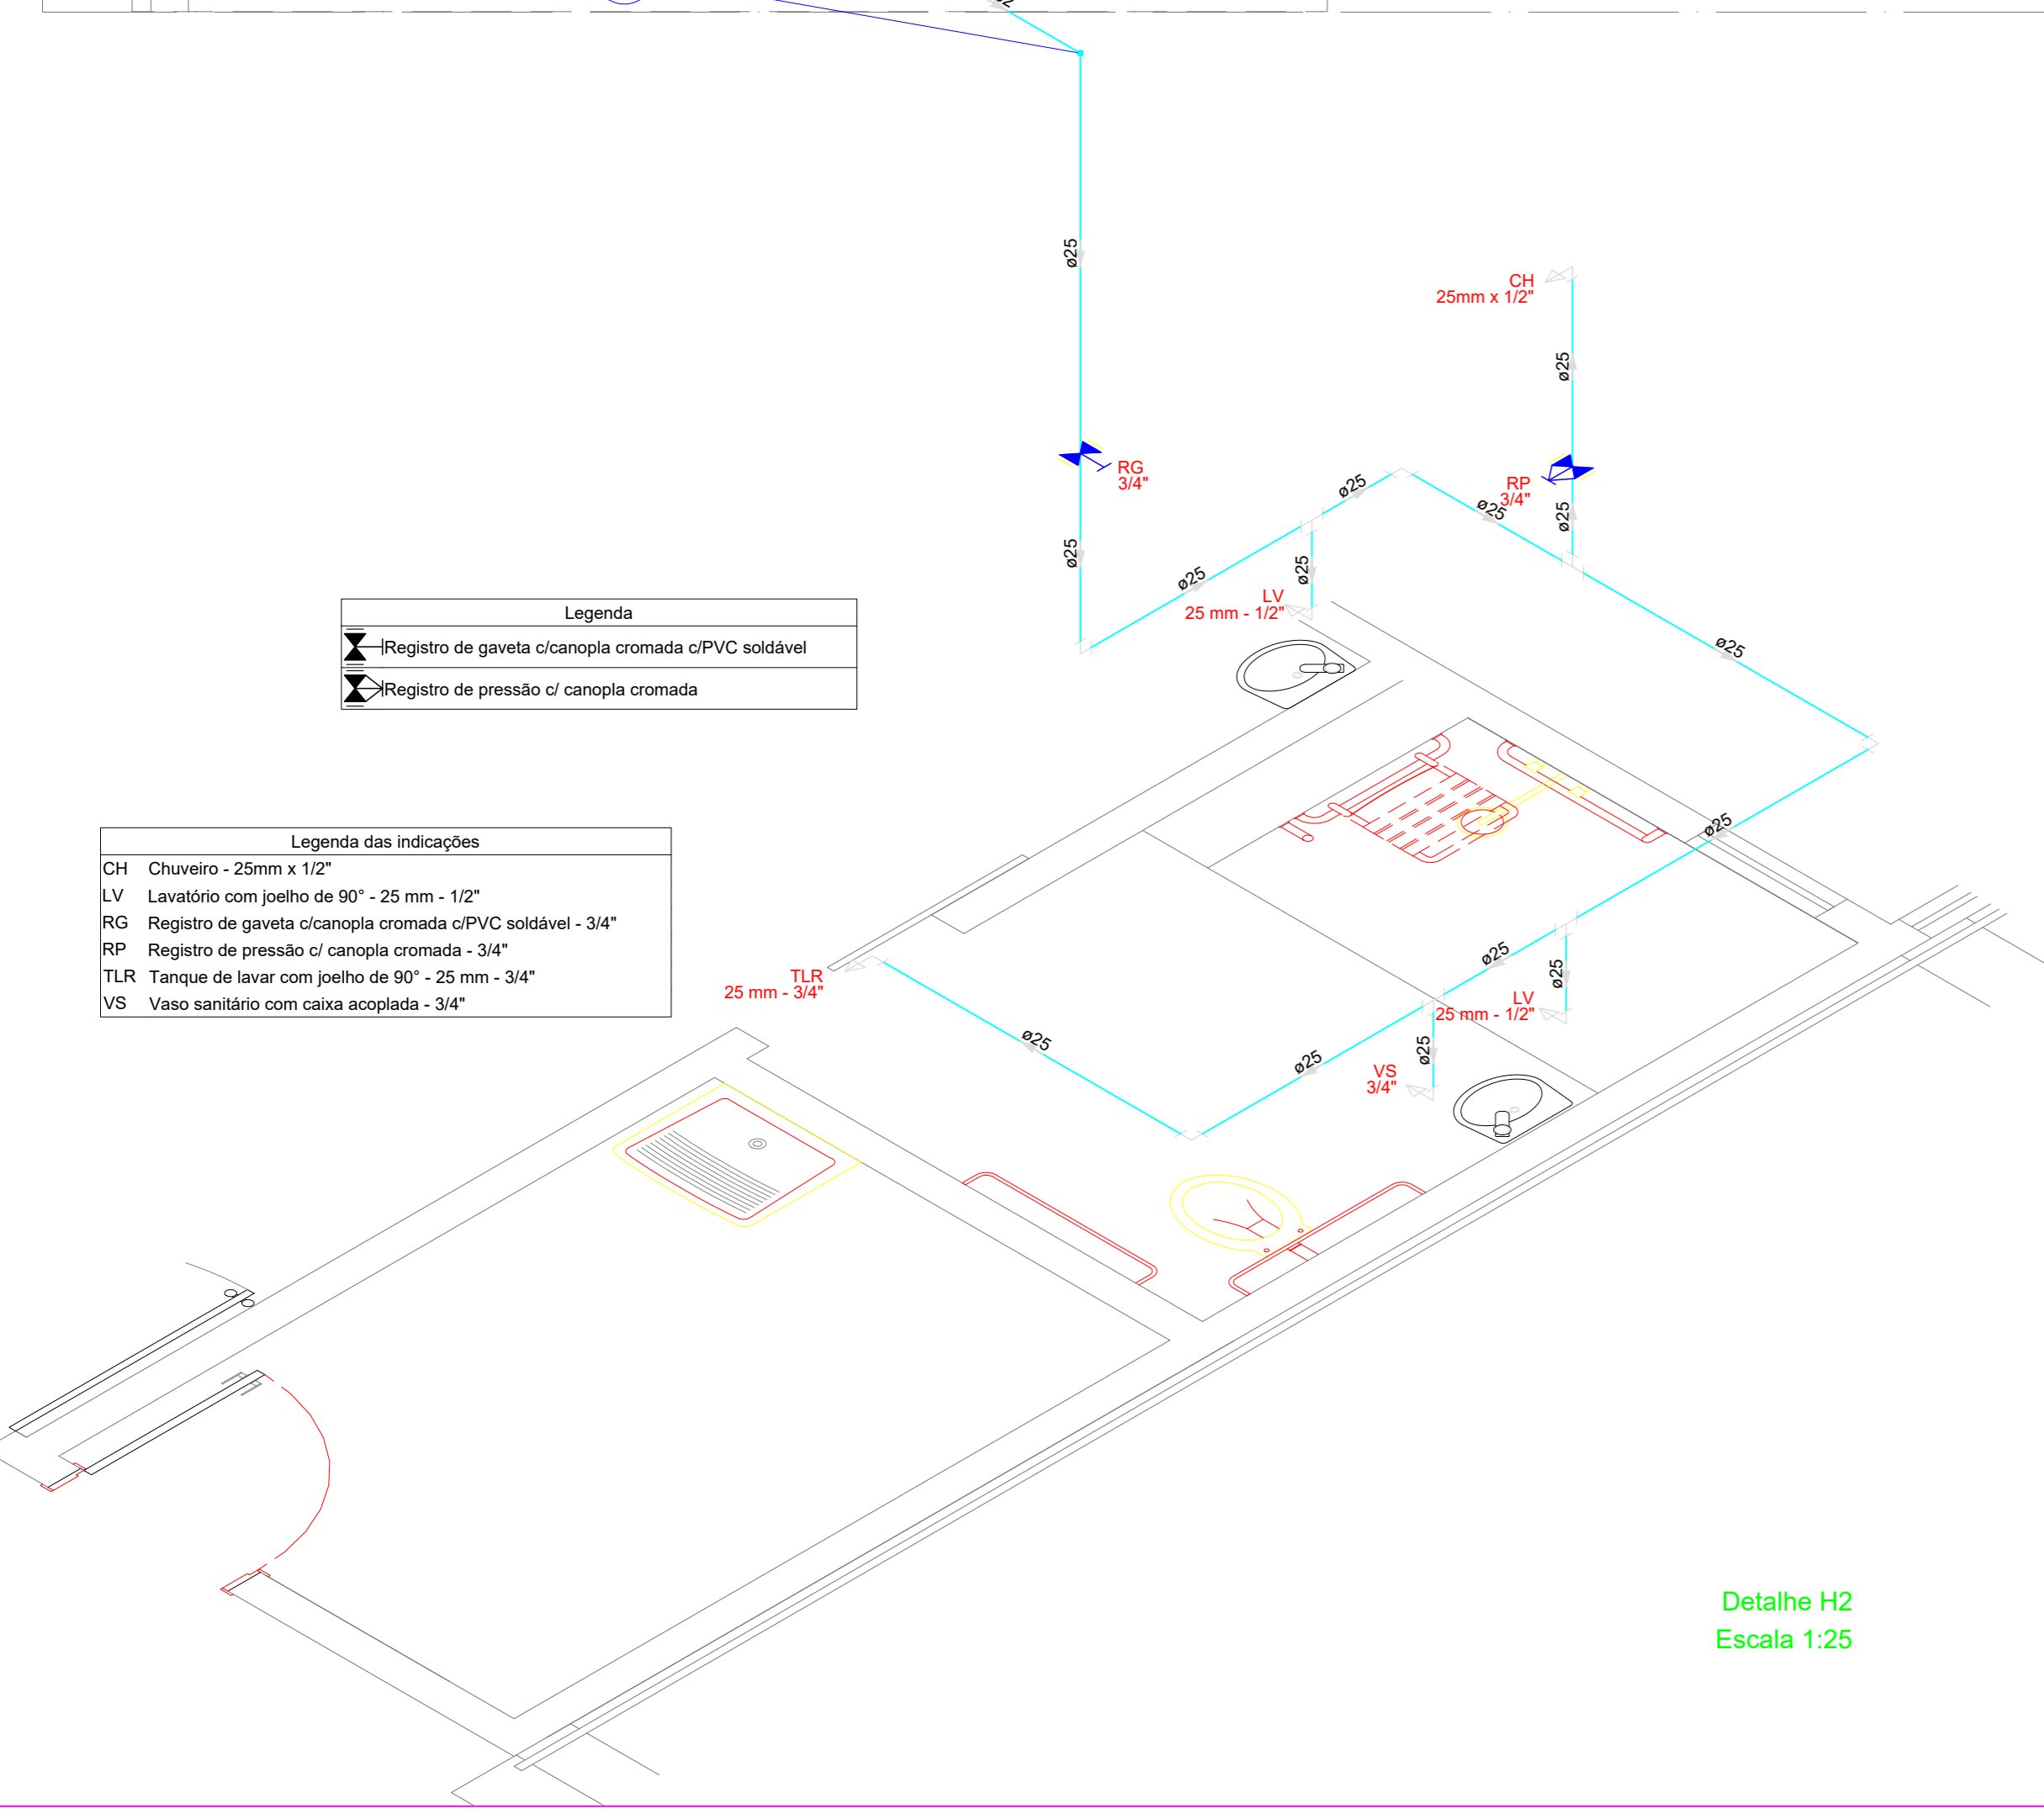 ø25
CH
25mm x 1/2"
ø25
RG
3/4"
ø25
RP
3/4"
ø25
ø25
ø25
ø25
ø25
LV
25 mm - 1/2"
ø25
Legenda
Registro de gaveta c/canopla cromada c/PVC soldável
Registro de pressão c/ canopla cromada
ø25
ø25
Legenda das indicações
CH Chuveiro - 25mm x 1/2"
LV Lavatório com joelho de 90° - 25 mm - 1/2"
RG Registro de gaveta c/canopla cromada c/PVC soldável - 3/4"
RP Registro de pressão c/ canopla cromada - 3/4"
TLR Tanque de lavar com joelho de 90° - 25 mm - 3/4"
VS Vaso sanitário com caixa acoplada - 3/4"
TLR
25 mm - 3/4"
ø25
ø25
LV
25 mm - 1/2"
ø25
ø25
ø25
VS
3/4"
Detalhe H2
Escala 1:25